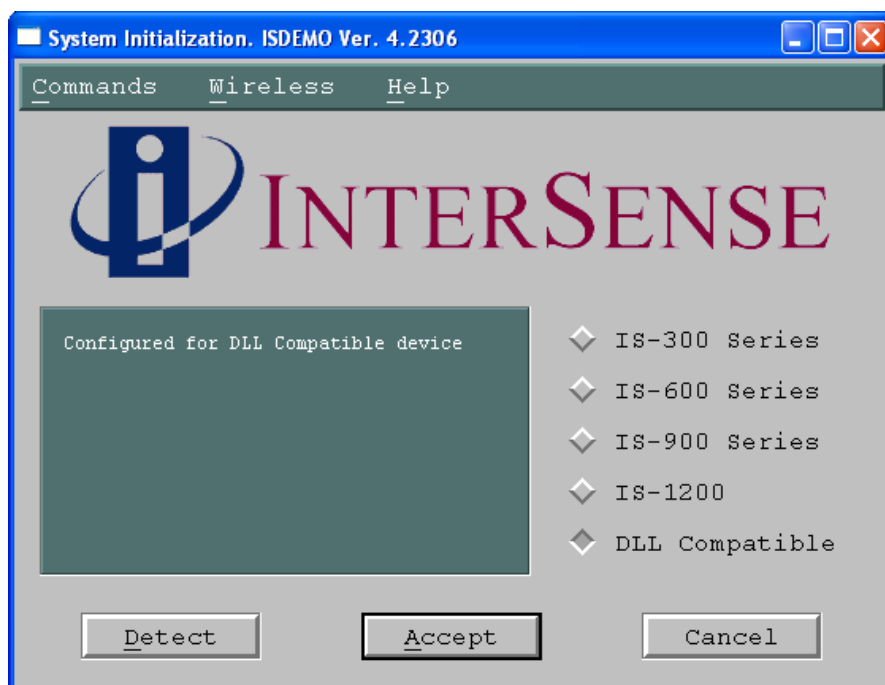 System Initialization. ISDEMO Ver. 4.2306
Commands Wireless Help
INTERSENSE
Configured for DLL Compatible device
IS-300 Series
IS-600 Series
IS-900 Series
IS-1200
DLL Compatible
Detect Accept Cancel